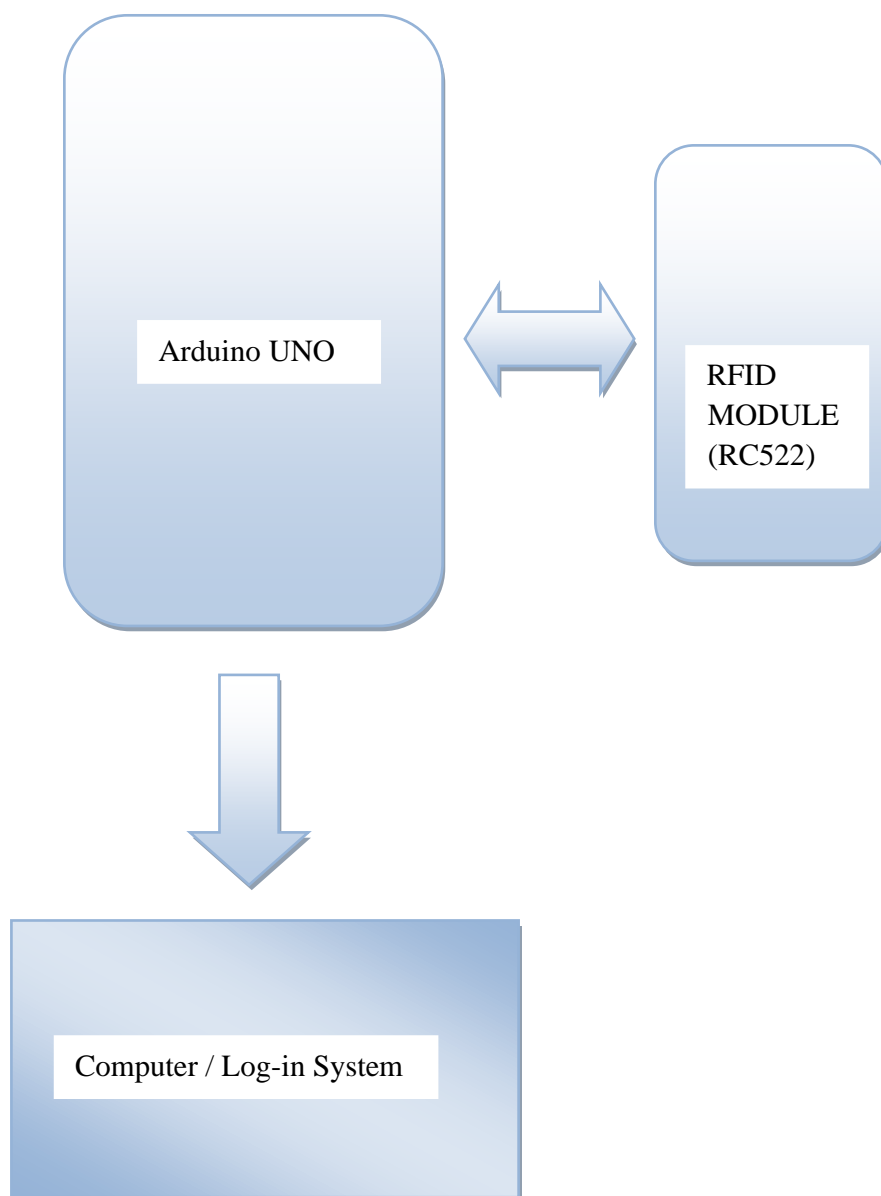 Arduino UNO
RFID
MODULE
(RC522)
Computer / Log-in System